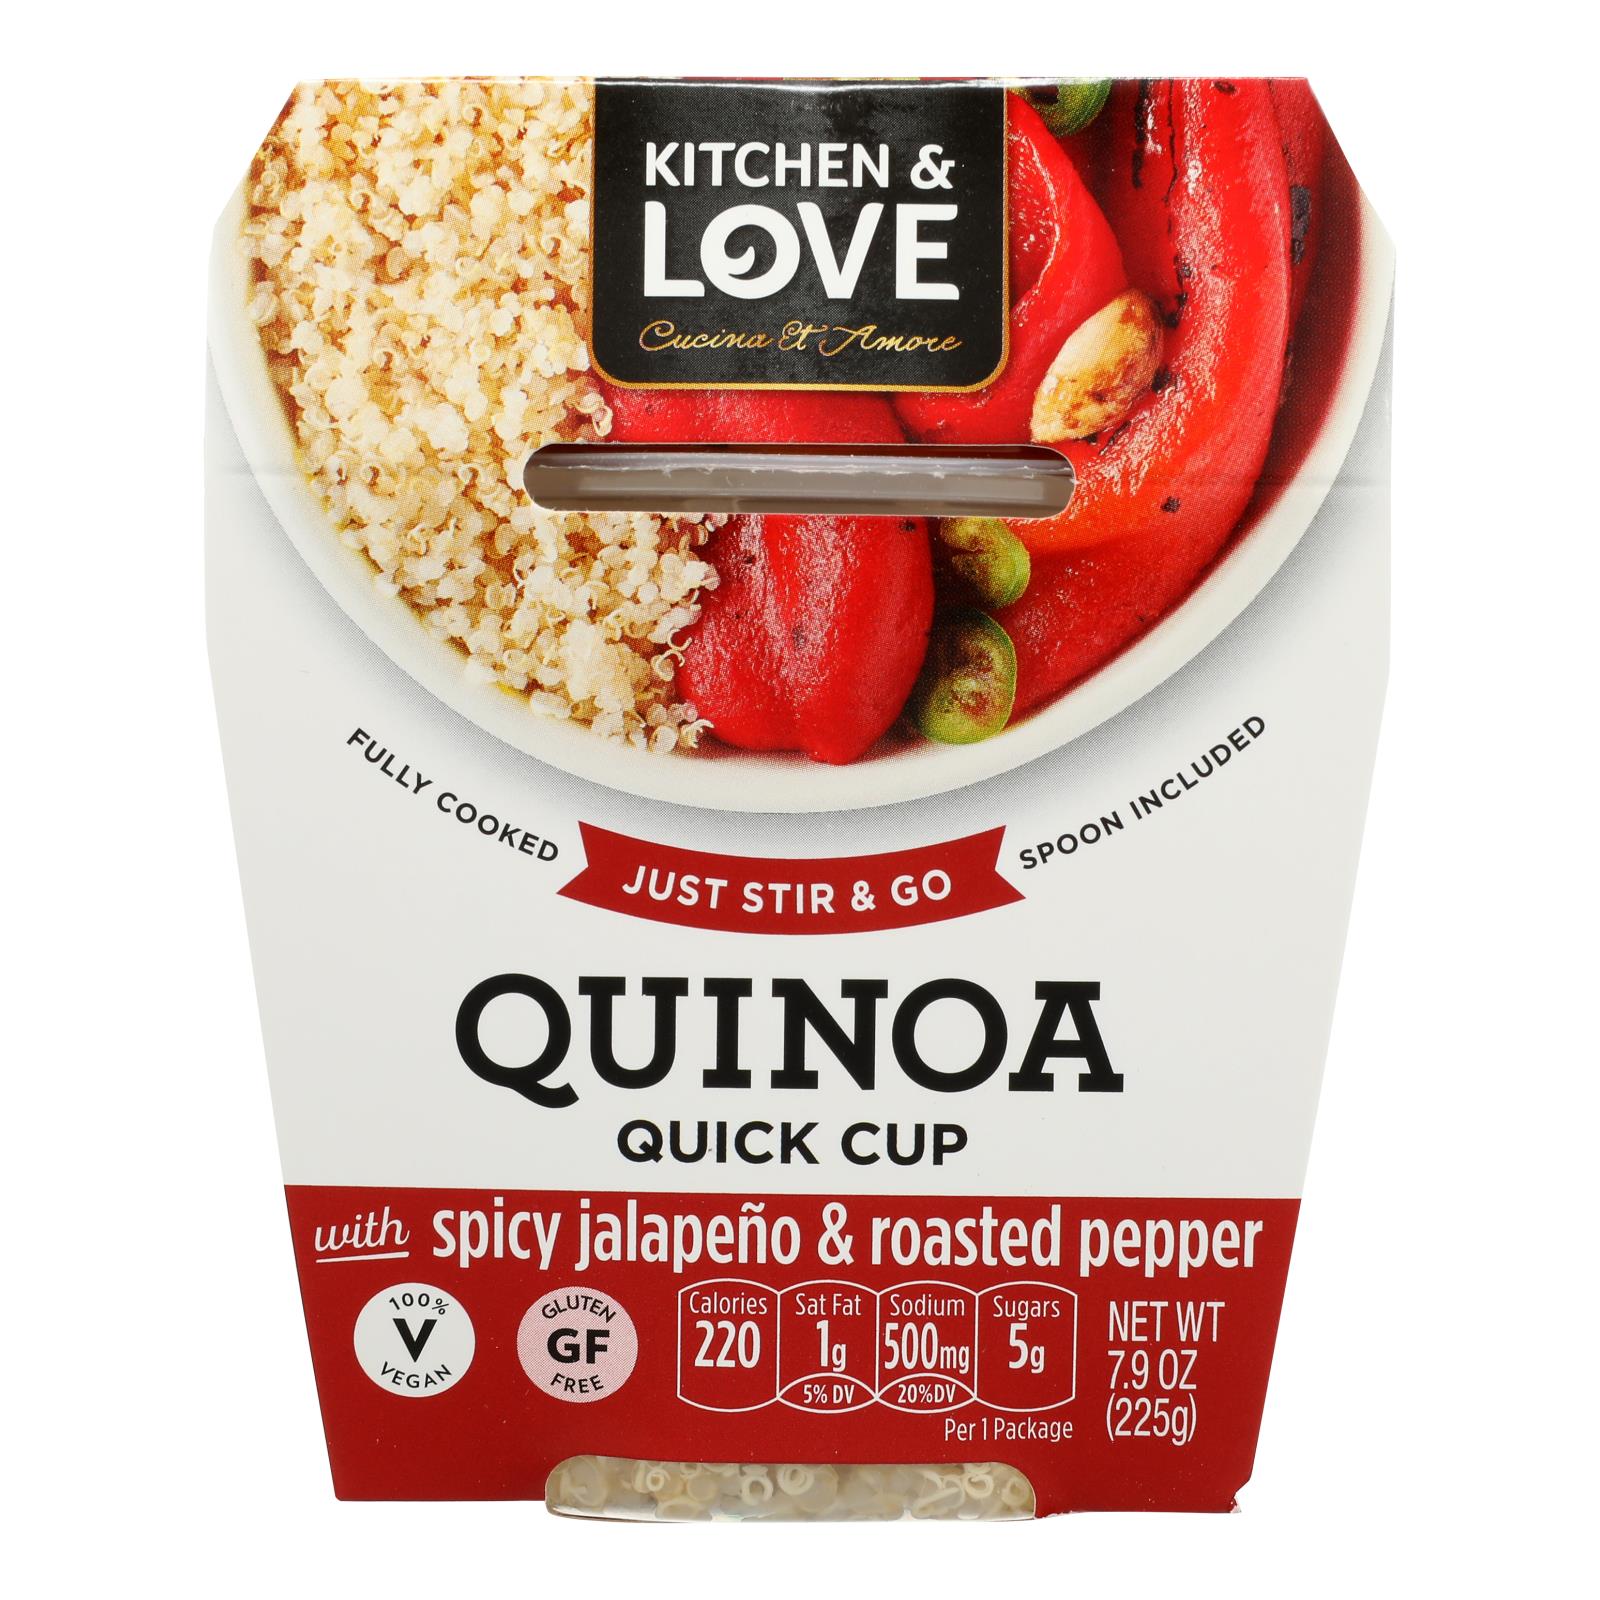 KITCHEN &
LOVE
Cucina Et Amore
FULLY COOKED
JUST STIR & GO
SPOON INCLUDED
QUINOA
QUICK CUP
with spicy jalapeño & roasted pepper
100%
V
VEGAN
GLUTEN
GF
FREE
Calories
220
Sat Fat
1g
5% DV
Sodium
500mg
20%DV
Sugars
5g
Per 1 Package
NET WT
7.9 OZ
(225g)